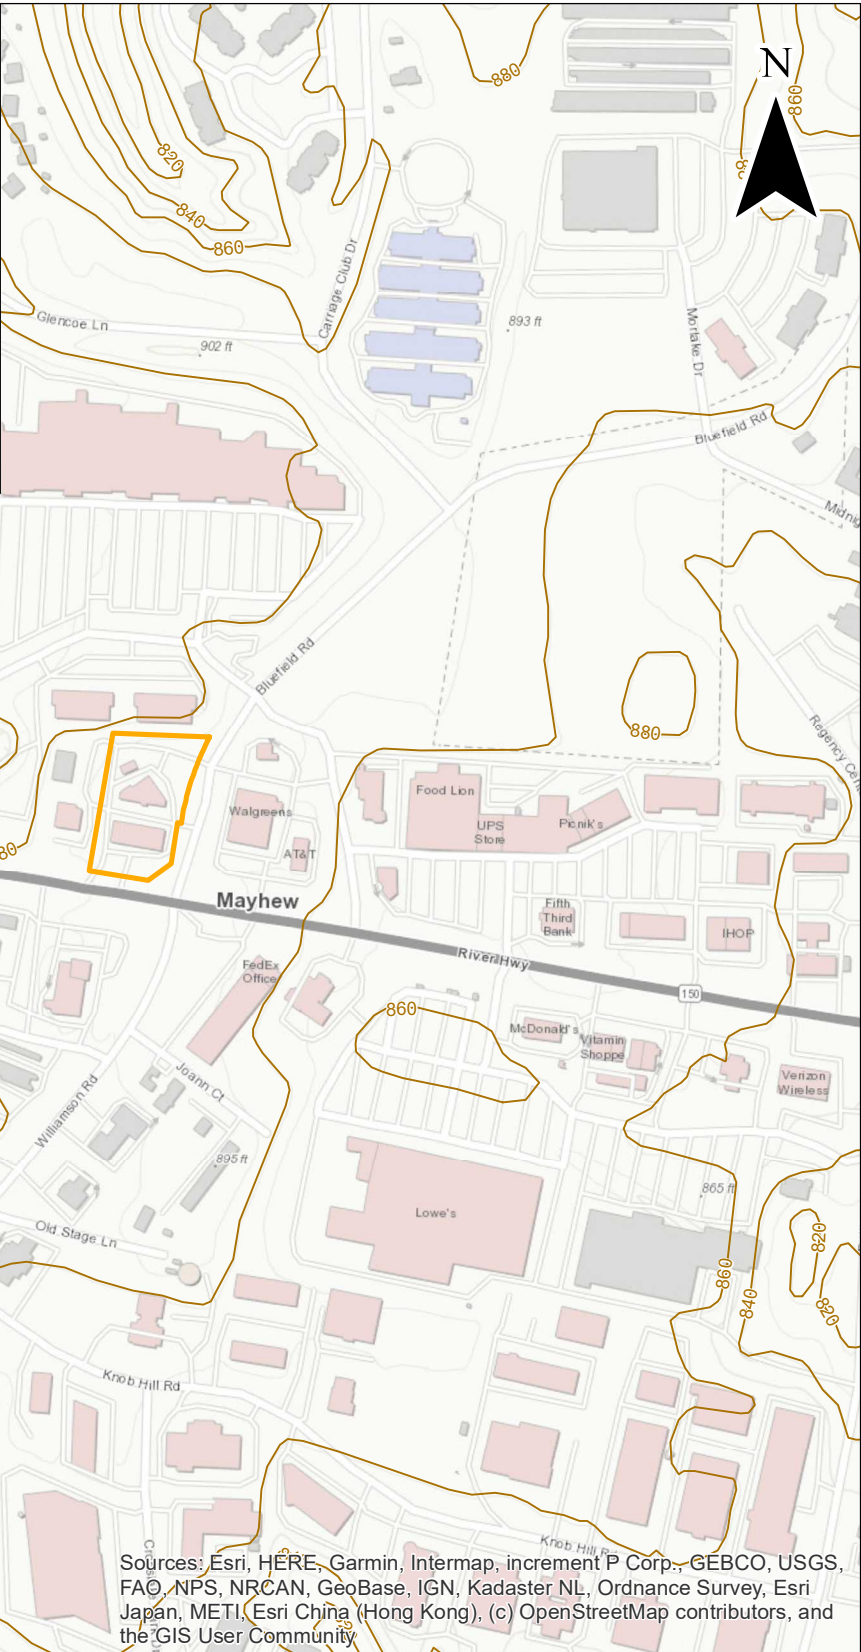 880
N
860
820
840
860
Carriage Club Dr
Glencoe Ln
902 ft
893 ft
Morlake Dr
Bluefield Rd
Bluefield Rd
880
Food Lion
UPS
Store
Picnik's
Walgreens
AT&T
Mayhew
Fifth
Third
Bank
IHOP
River Hwy
150
FedEx
Office
860
McDonald's
Vitamin
Shoppe
Verizon
Wireless
Joann Ct
Williamson Rd
895 ft
865 ft
Lowe's
Old Stage Ln
820
860
840
820
Knob Hill Rd
Knob Hill Rd
Sources: Esri, HERE, Garmin, Intermap, increment P Corp., GEBCO, USGS,
FAO, NPS, NRCAN, GeoBase, IGN, Kadaster NL, Ordnance Survey, Esri
Japan, METI, Esri China (Hong Kong), (c) OpenStreetMap contributors, and
the GIS User Community